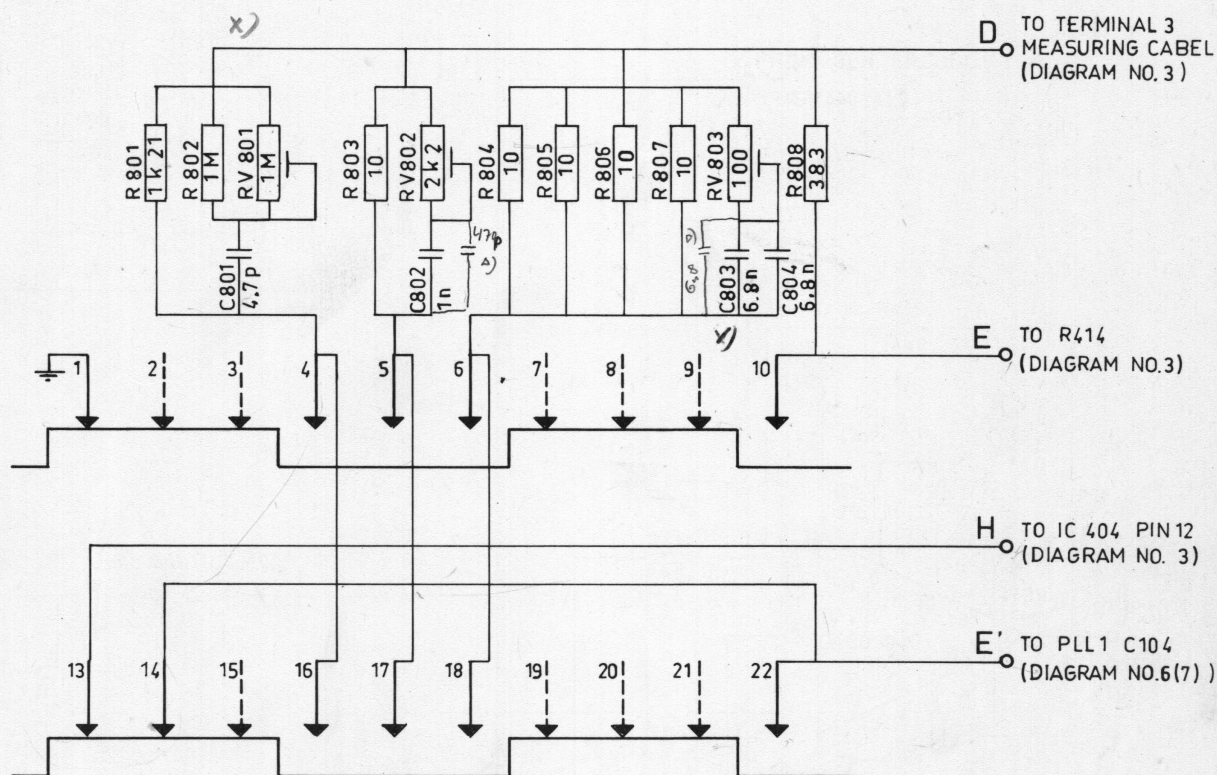 X)
D
TO TERMINAL 3
MEASURING CABEL
(DIAGRAM NO. 3)
R801
1k21
R802
1M
RV801
1M
R803
10
RV802
2k2
R804
10
R805
10
R806
10
R807
10
RV803
100
R808
383
C801
4.7p
C802
1n
470p
Δ)
C803
6.8n
C804
6.8n
X)
E
TO R414
(DIAGRAM NO.3)
1
2
3
4
5
6
7
8
9
10
H
TO IC 404 PIN 12
(DIAGRAM NO. 3)
E'
TO PLL1 C104
(DIAGRAM NO.6(7))
13
14
15
16
17
18
19
20
21
22